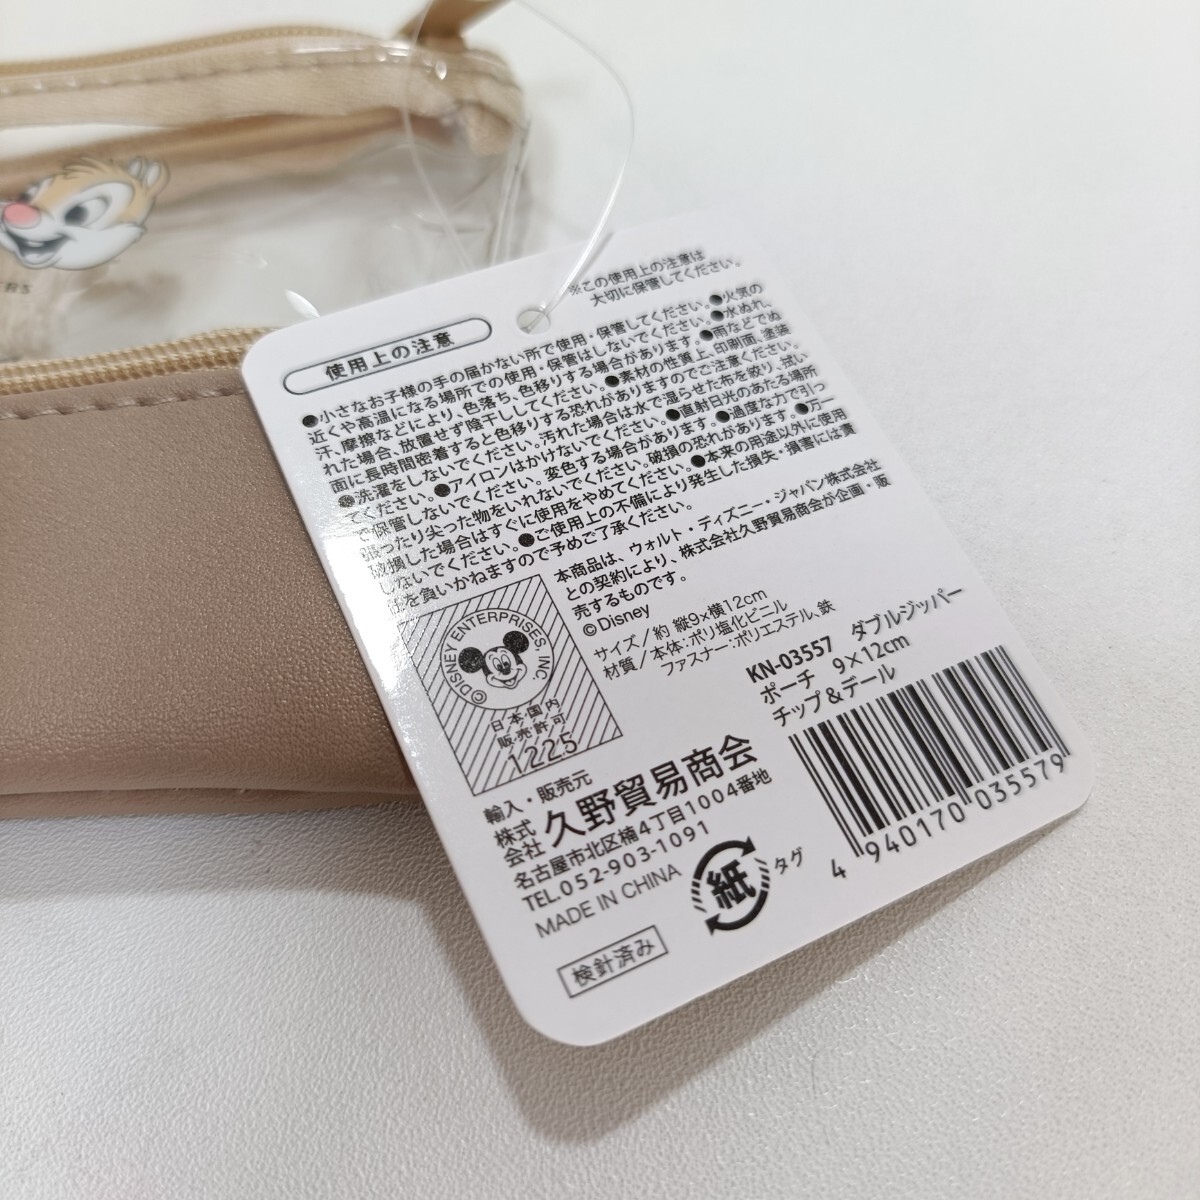 ※この使用上の注意は
大切に保管してください。
使用上の注意
●小さなお子様の手の届かない所で使用・保管してください。●火気の
近くや高温になる場所での使用・保管はしないでください。●水ぬれ、
汗、摩擦などにより、色落ち、色移りする場合があります。●雨などでぬ
れた場合、放置せず陰干ししてください。●素材の性質上、印刷面、塗装
面に長時間密着すると色移りする恐れがありますのでご注意ください。
●洗濯をしないでください。汚れた場合は水で湿らせた布を絞り、拭い
てください。●アイロンはかけないでください。●直射日光のあたる場所
で保管しないでください。変色する場合があります。●過度な力で引っ
張ったり尖った物をいれないでください。破損の恐れがあります。●万一
破損した場合はすぐに使用をやめてください。●本来の用途以外に使用
しないでください。●ご使用上の不備により発生した損失・損害には責
任を負いかねますので予めご了承ください。
本商品は、ウォルト・ディズニー・ジャパン株式会社
との契約により、株式会社久野貿易商会が企画・販
売するものです。
©Disney
©DISNEY ENTERPRISES, INC.
日本国内
販売許可
1225
サイズ/約 縦9×横12cm
材質/本体:ポリ塩化ビニル
ファスナー:ポリエステル、鉄
KN-03557 ダブルジッパー
ポーチ 9×12cm
チップ&デール
4 940170 035579
輸入・販売元
株式会社 久野貿易商会
名古屋市北区楠4丁目1004番地
TEL.052-903-1091
MADE IN CHINA
紙 タグ
検針済み